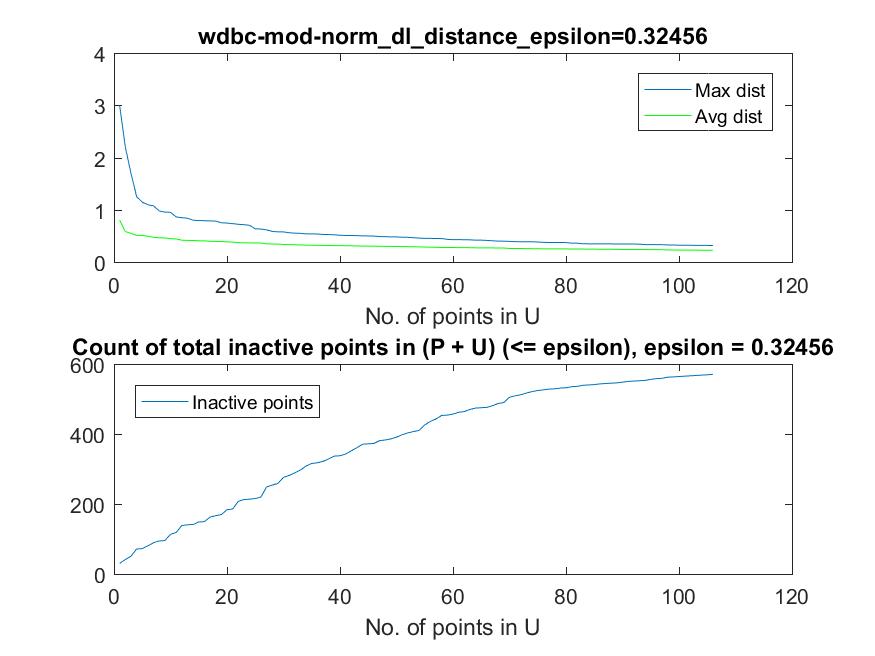 wdbc-mod-norm_dl_distance_epsilon=0.32456
4
3
2
1
0
Max dist
Avg dist
0 20 40 60 80 100 120
No. of points in U
Count of total inactive points in (P + U) (<= epsilon), epsilon = 0.32456
600
400
200
0
Inactive points
0 20 40 60 80 100 120
No. of points in U